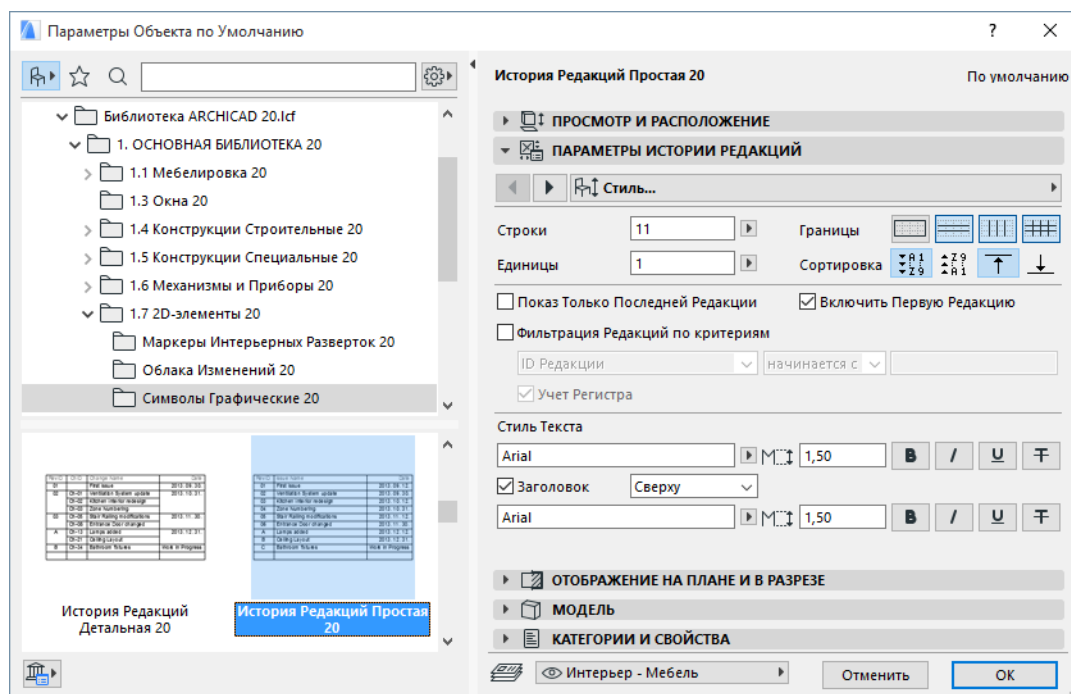 Параметры Объекта по Умолчанию
?
Библиотека ARCHICAD 20.lcf
1. ОСНОВНАЯ БИБЛИОТЕКА 20
1.1 Мебелировка 20
1.3 Окна 20
1.4 Конструкции Строительные 20
1.5 Конструкции Специальные 20
1.6 Механизмы и Приборы 20
1.7 2D-элементы 20
Маркеры Интерьерных Разверток 20
Облака Изменений 20
Символы Графические 20
История Редакций
Детальная 20
История Редакций Простая
20
История Редакций Простая 20
По умолчанию
ПРОСМОТР И РАСПОЛОЖЕНИЕ
ПАРАМЕТРЫ ИСТОРИИ РЕДАКЦИЙ
Стиль...
Строки 11 Границы
Единицы 1 Сортировка
Показ Только Последней Редакции Включить Первую Редакцию
Фильтрация Редакций по критериям
ID Редакции начинается с
Учет Регистра
Стиль Текста
Arial 1,50 B I U T
Заголовок Сверху
Arial 1,50 B I U T
ОТОБРАЖЕНИЕ НА ПЛАНЕ И В РАЗРЕЗЕ
МОДЕЛЬ
КАТЕГОРИИ И СВОЙСТВА
Интерьер - Мебель
Отменить
ОК